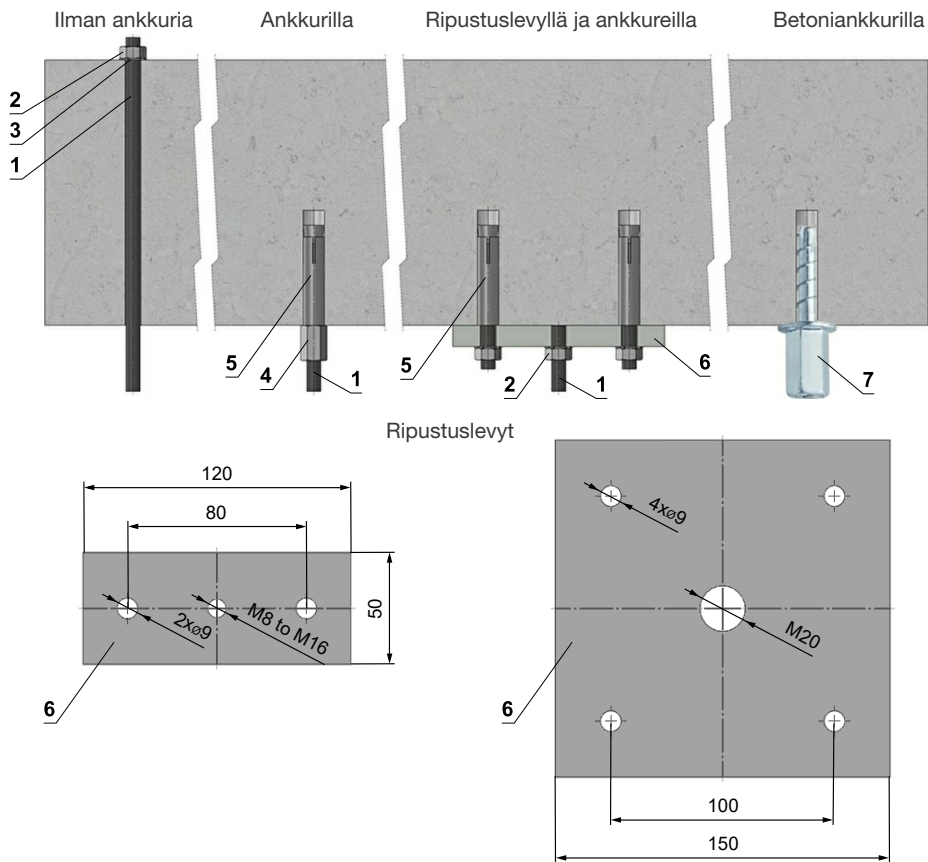 Ilman ankkuria
Ankkurilla
Ripustuslevyllä ja ankkureilla
Betoniankkurilla
2
3
1
5
4
1
5
2
1
6
7
Ripustuslevyt
120
80
50
2xø9
M8 to M16
6
4xø9
M20
6
100
150